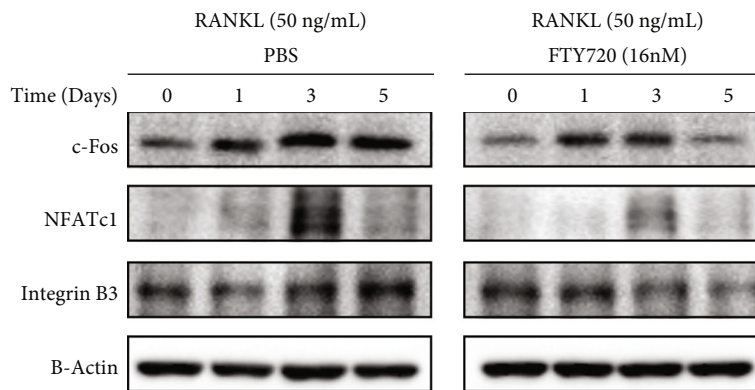 RANKL (50 ng/mL) RANKL (50 ng/mL)
PBS FTY720 (16nM)
Time (Days) 0 1 3 5 0 1 3 5
c-Fos
NFATc1
Integrin B3
B-Actin